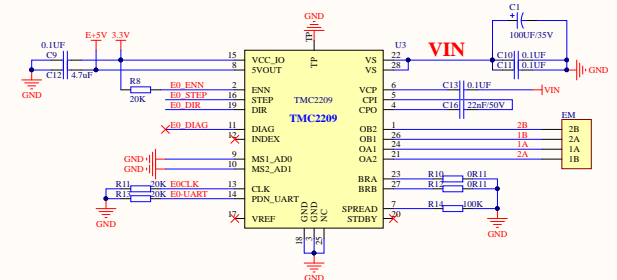 GND
C1
100UF/35V
E+5V 3.3V
0.1UF
C9
C12 4.7uF
GND
TP
U3
VIN
C10 0.1UF
C11 0.1UF
GND
15 VCC_IO
8 5VOUT
TP
VS 22
VS 28
R8
20K
E0_ENN 2 ENN
E0_STEP 16 STEP
E0_DIR 19 DIR
TMC2209
TMC2209
VCP 6 C13 0.1UF
VIN
CPI 5
CPO 4 C16 22nF/50V
EM
E0_DIAG 11 DIAG
12 INDEX
OB2 1 2B 2B
OB1 26 1B 2A
OA1 24 1A 1A
OA2 21 2A 1B
GND 9 MS1_AD0
GND 10 MS2_AD1
BRA 23 R10 0R11
BRB 27 R12 0R11
R11 20K E0CLK 13 CLK
R13 20K E0-UART 14 PDN_UART
GND
17 VREF
SPREAD 7 R14 100K
STDBY 20
GND
GND GND NC
18 3 25
GND